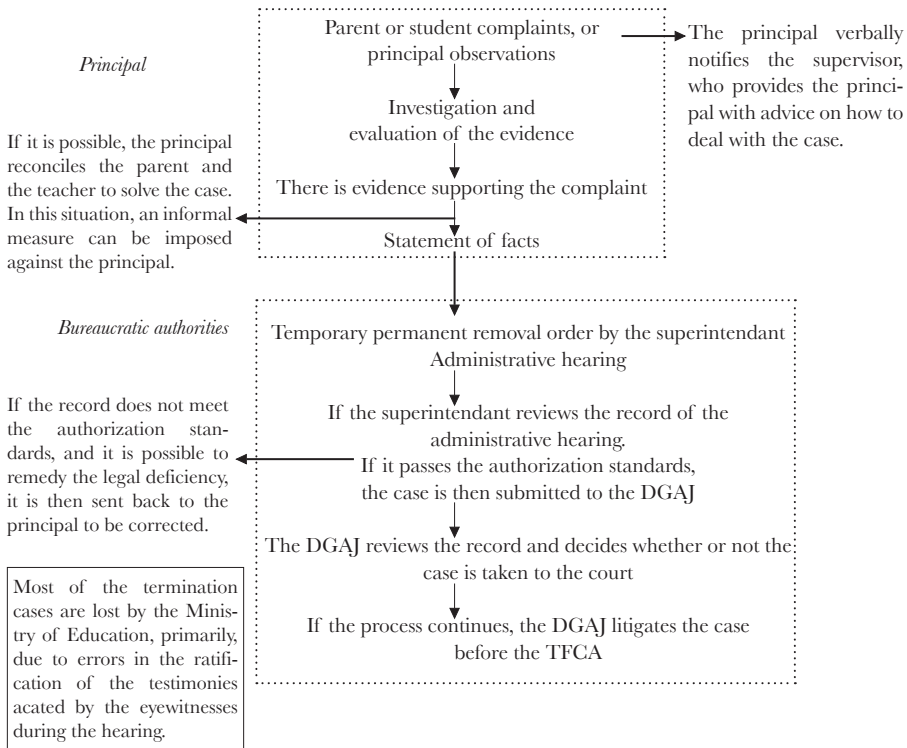 Parent or student complaints, or
principal observations
The principal verbally
notifies the supervisor,
who provides the princi-
pal with advice on how to
deal with the case.
Principal
Investigation and
evaluation of the evidence
If it is possible, the principal
reconciles the parent and
the teacher to solve the case.
In this situation, an informal
measure can be imposed
against the principal.
There is evidence supporting the complaint
Statement of facts
Bureaucratic authorities
Temporary permanent removal order by the superintendant
Administrative hearing
If the record does not meet
the authorization stan-
dards, and it is possible to
remedy the legal deficiency,
it is then sent back to the
principal to be corrected.
If the superintendant reviews the record of the
administrative hearing.
If it passes the authorization standards,
the case is then submitted to the DGAJ
The DGAJ reviews the record and decides whether or not the
case is taken to the court
If the process continues, the DGAJ litigates the case
before the TFCA
Most of the termination
cases are lost by the Minis-
try of Education, primarily,
due to errors in the ratifi-
cation of the testimonies
acated by the eyewitnesses
during the hearing.